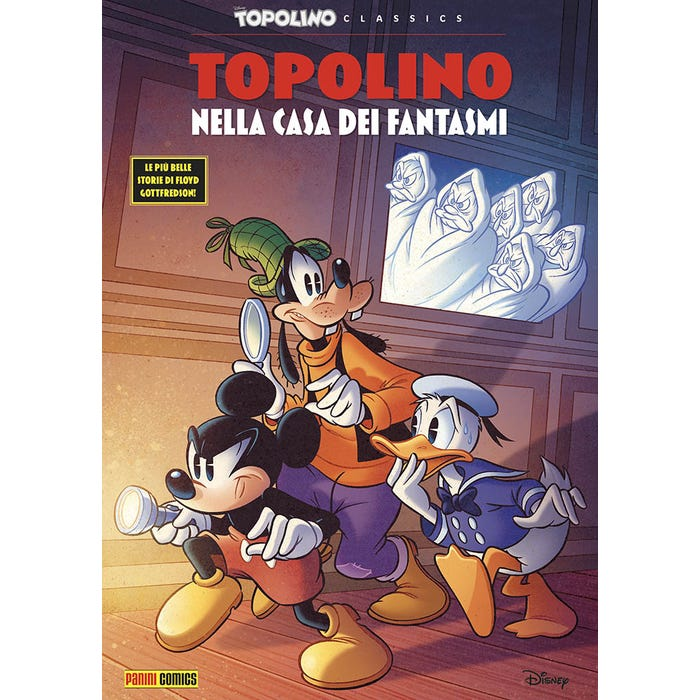 Disney TOPOLINO CLASSICS
TOPOLINO
NELLA CASA DEI FANTASMI
LE PIÙ BELLE
STORIE DI FLOYD
GOTTFREDSON!
PANINI COMICS
Disney